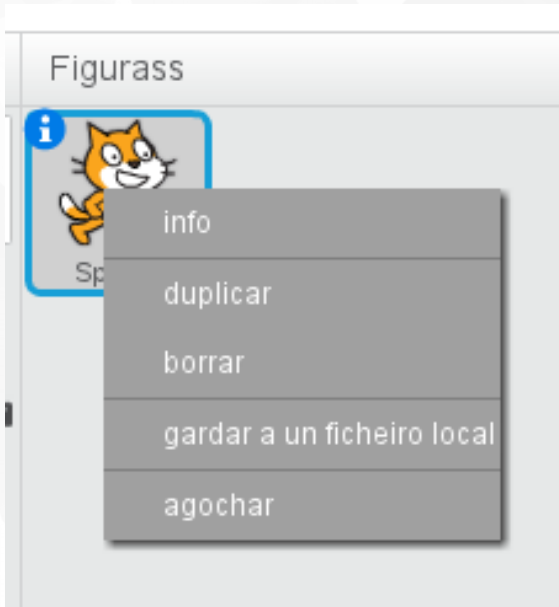 Figurass
i
Sp
info
duplicar
borrar
gardar a un ficheiro local
agochar